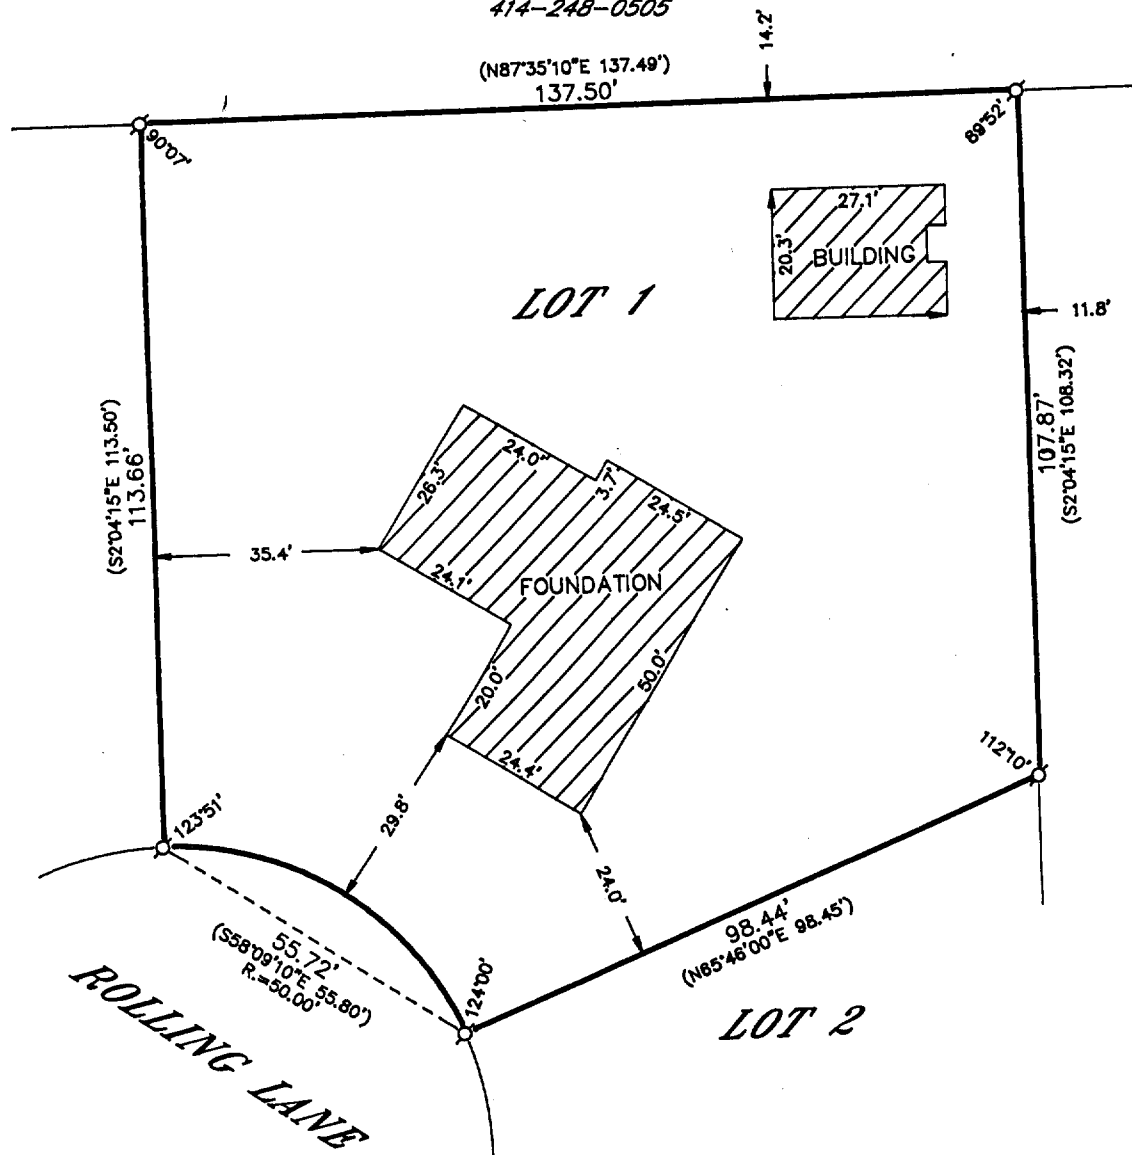 414-248-0505
14.2'
(N87°35'10"E 137.49')
137.50'
90°07'
89°52'
27.1'
20.3'
BUILDING
LOT 1
11.8'
107.87'
(S2°04'15"E 108.32')
(S2°04'15"E 113.50')
113.66'
24.0'
26.3'
3.7'
24.5'
35.4'
24.1'
FOUNDATION
20.0'
50.0'
24.4'
112°10'
123°51'
29.8'
24.0'
98.44'
(N65°46'00"E 98.45')
55.72'
(S58°09'10"E 55.80')
R.=50.00'
124°00'
ROLLING LANE
LOT 2